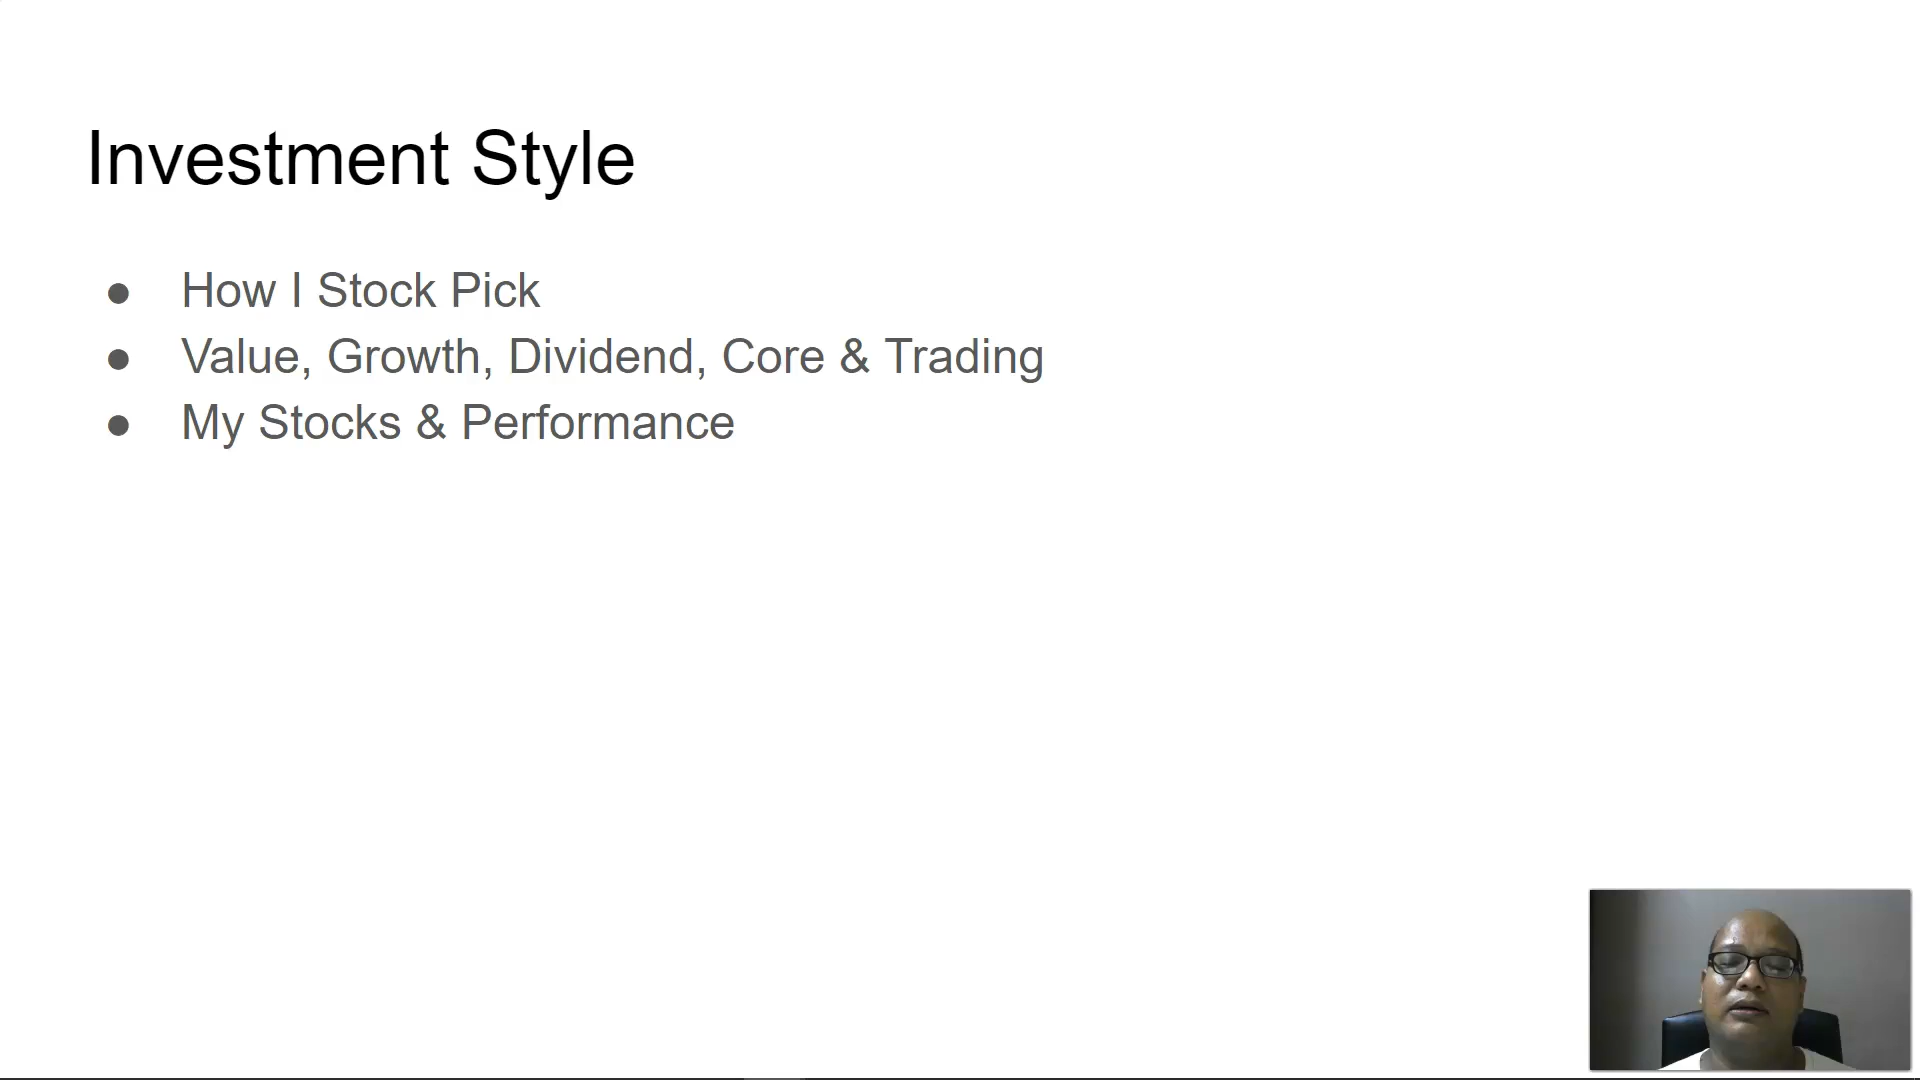 Investment Style
● How I Stock Pick
● Value, Growth, Dividend, Core & Trading
● My Stocks & Performance